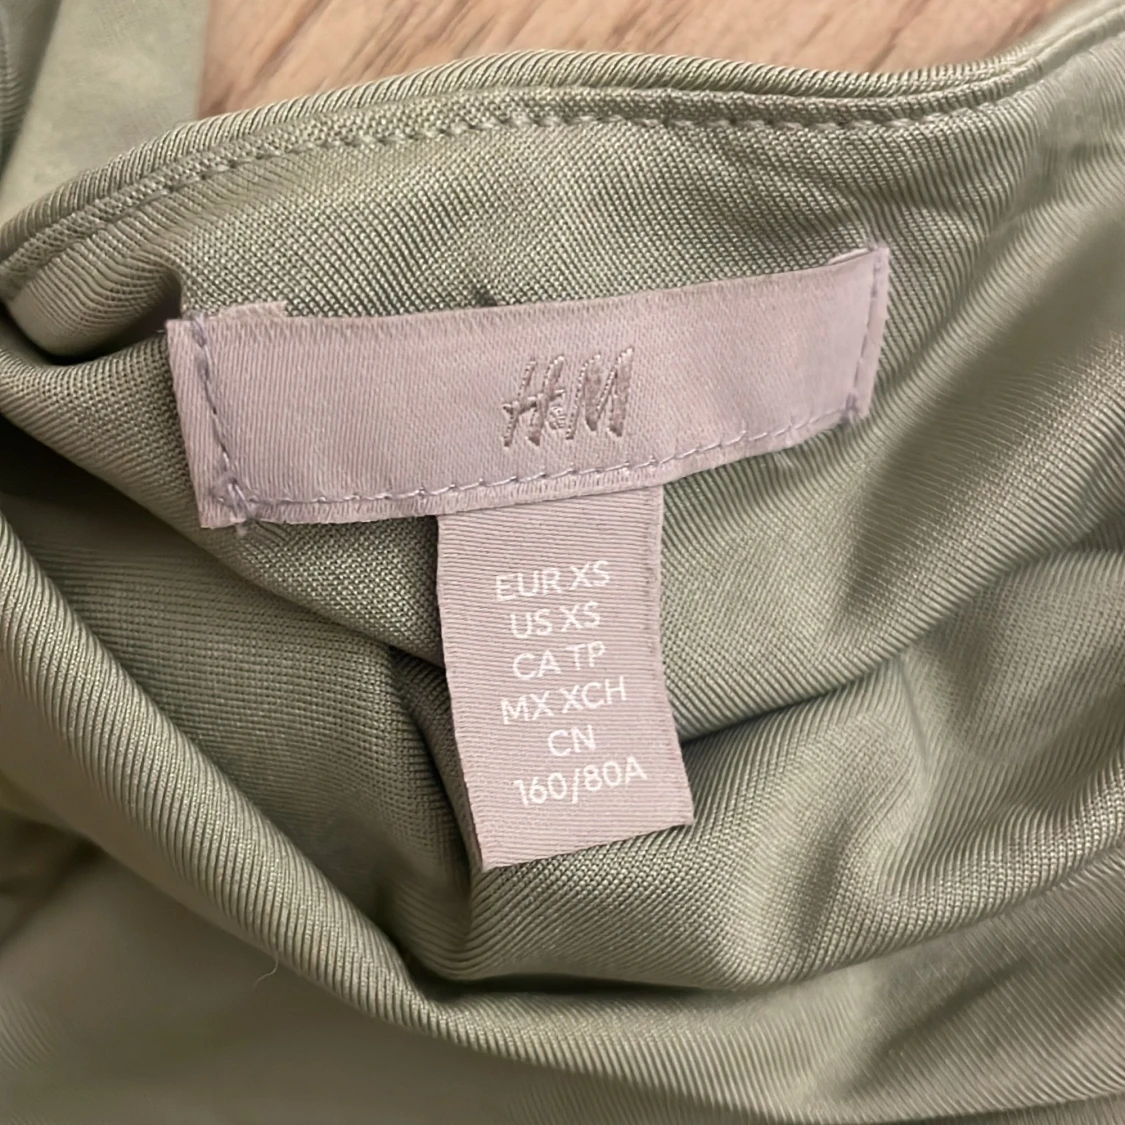 H&M
EUR XS
US XS
CA TP
MX XCH
CN
160/80A